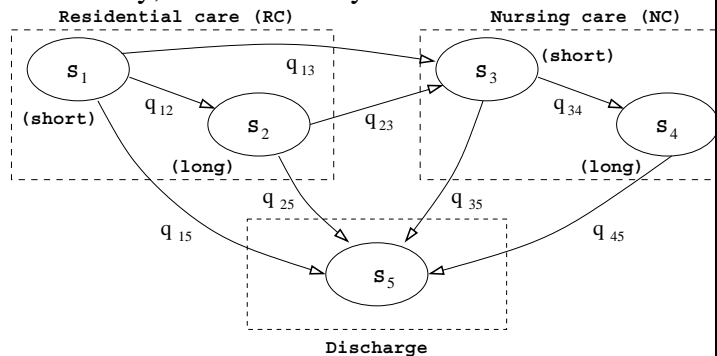 Residential care (RC)
Nursing care (NC)
S1
q13
S3
(short)
(short)
q12
q23
q34
S2
S4
(long)
(long)
q15
q25
q35
q45
S5
Discharge